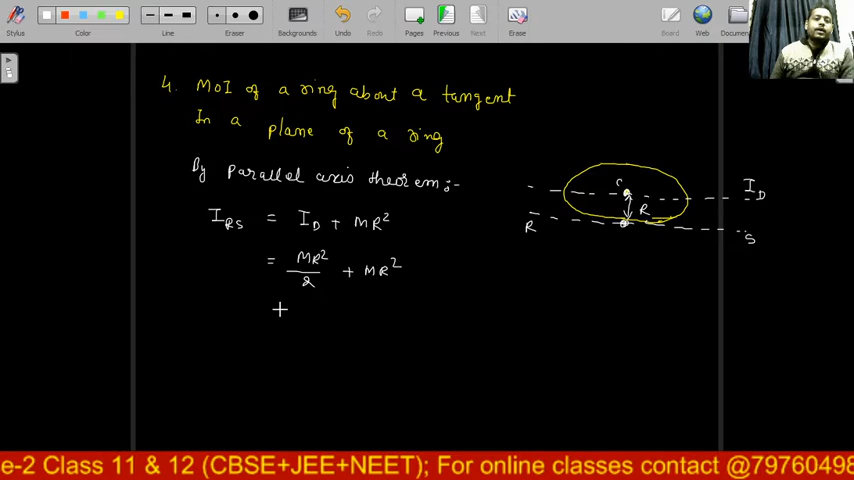 Stylus
Color
Line
Eraser
Backgrounds
Undo
Redo
Pages
Previous
Next
Erase
Board
Web
Documen
4. MoI of a ring about a tangent
In a plane of a ring
By Parallel axis theorem:-
I_RS = I_D + MR²
= MR²/2 + MR²
C
I_D
R
R
S
e-2 Class 11 & 12 (CBSE+JEE+NEET); For online classes contact @79760498